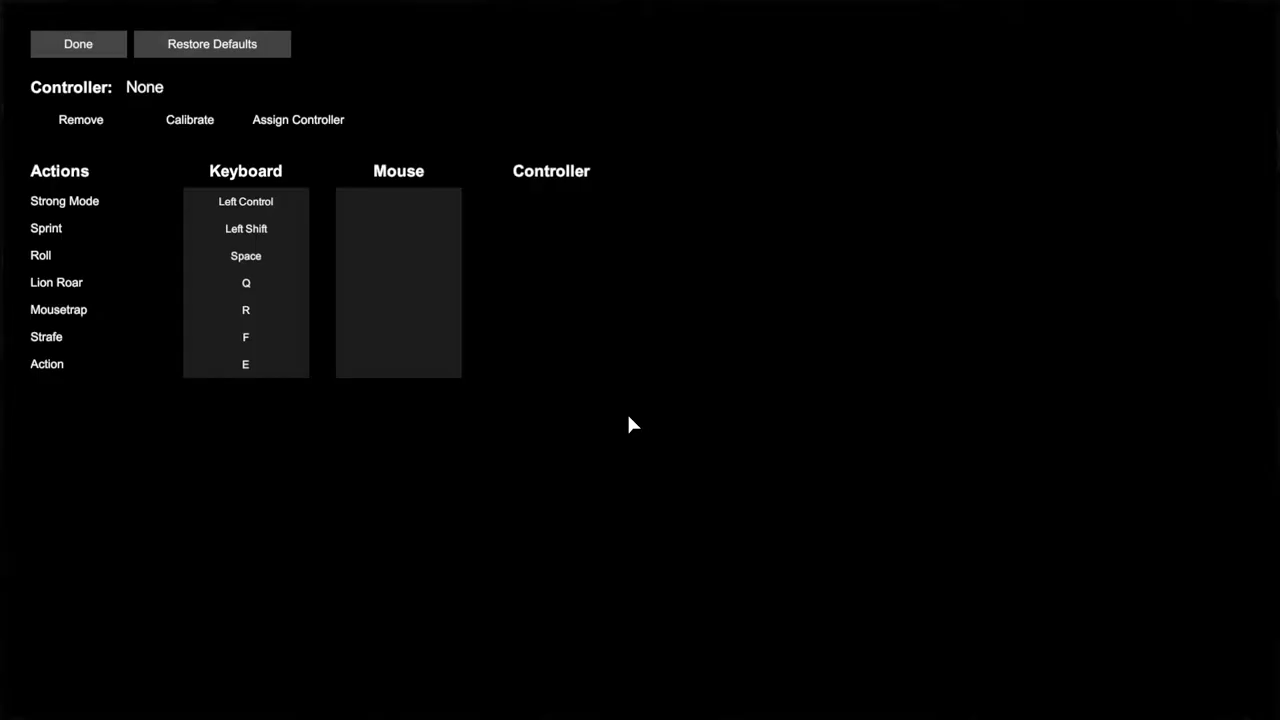 Done Restore Defaults
Controller: None
Remove Calibrate Assign Controller
Actions Keyboard Mouse Controller
Strong Mode Left Control
Sprint Left Shift
Roll Space
Lion Roar Q
Mousetrap R
Strafe F
Action E